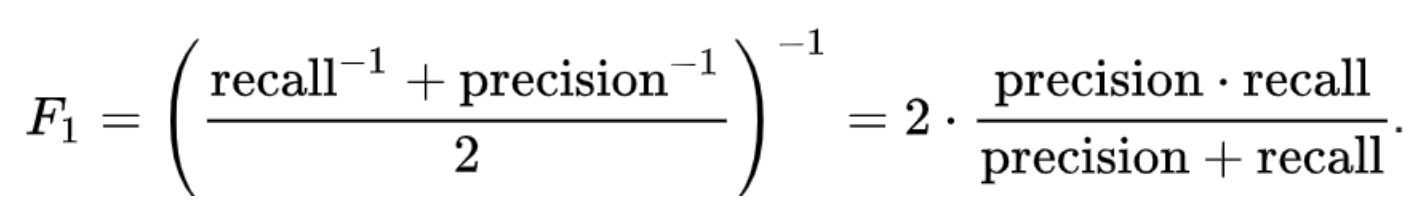 F₁ = ( (recall⁻¹ + precision⁻¹) / 2 )⁻¹ = 2 · (precision · recall) / (precision + recall).